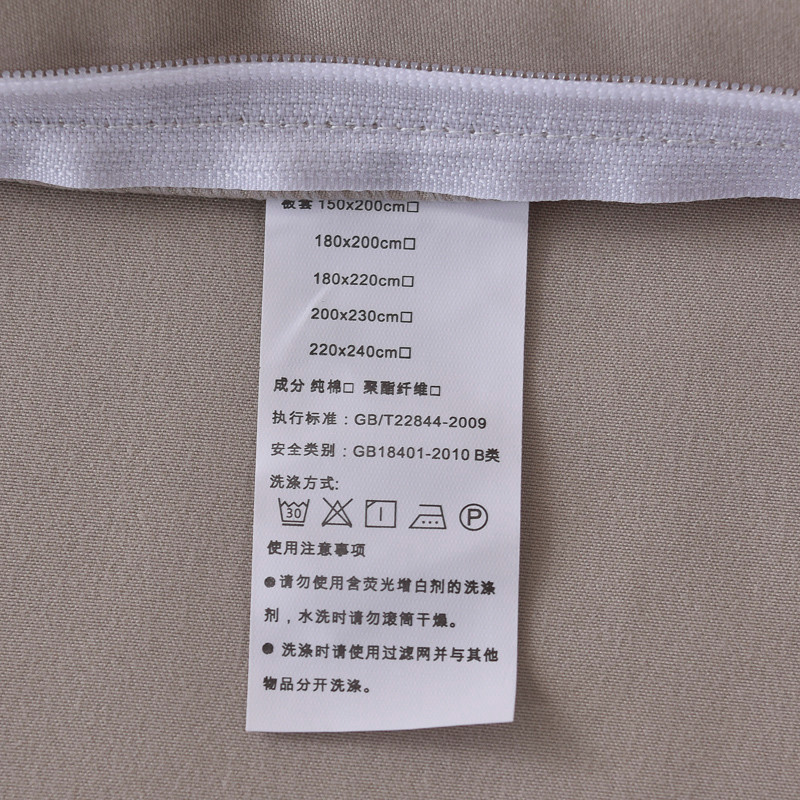 被套 150x200cm□
180x200cm□
180x220cm□
200x230cm□
220x240cm□
成分 纯棉□ 聚酯纤维□
执行标准：GB/T22844-2009
安全类别：GB18401-2010 B类
洗涤方式:
30 P
使用注意事项
●请勿使用含荧光增白剂的洗涤
剂，水洗时请勿滚筒干燥。
● 洗涤时请使用过滤网并与其他
物品分开洗涤。